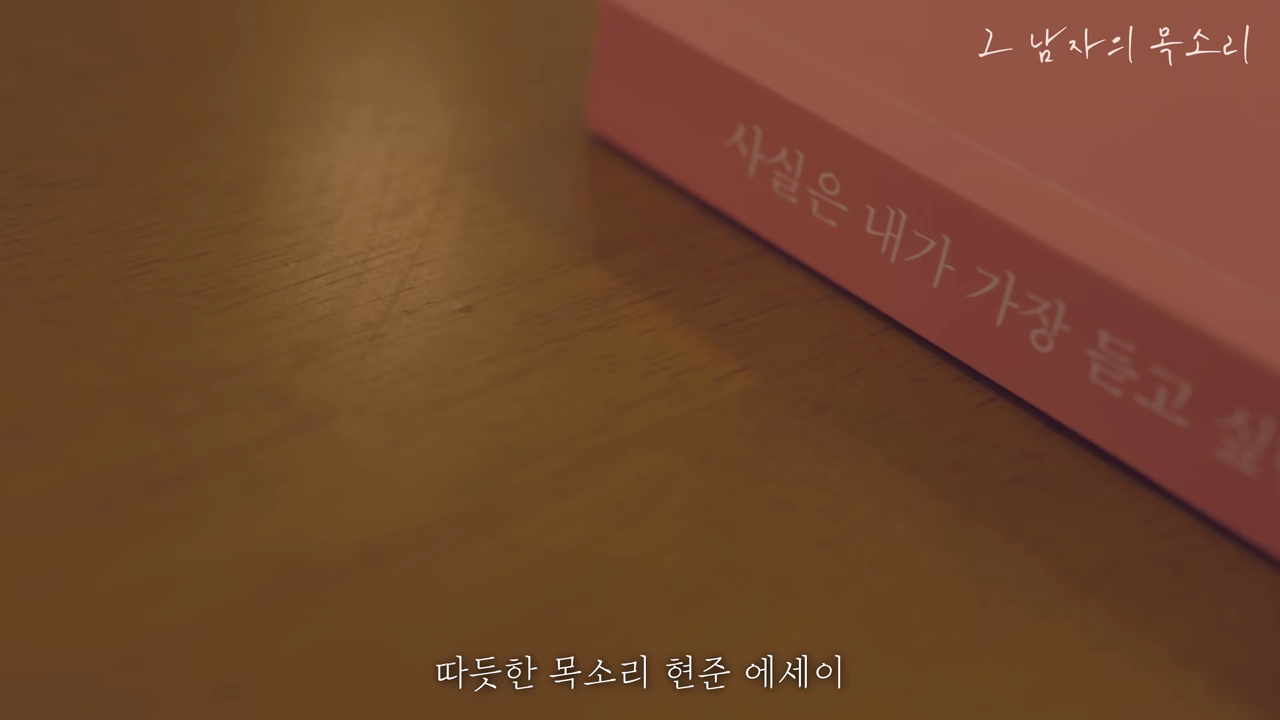 그 남자의 목소리
사실은 내가 가장 듣고
따듯한 목소리 현준 에세이